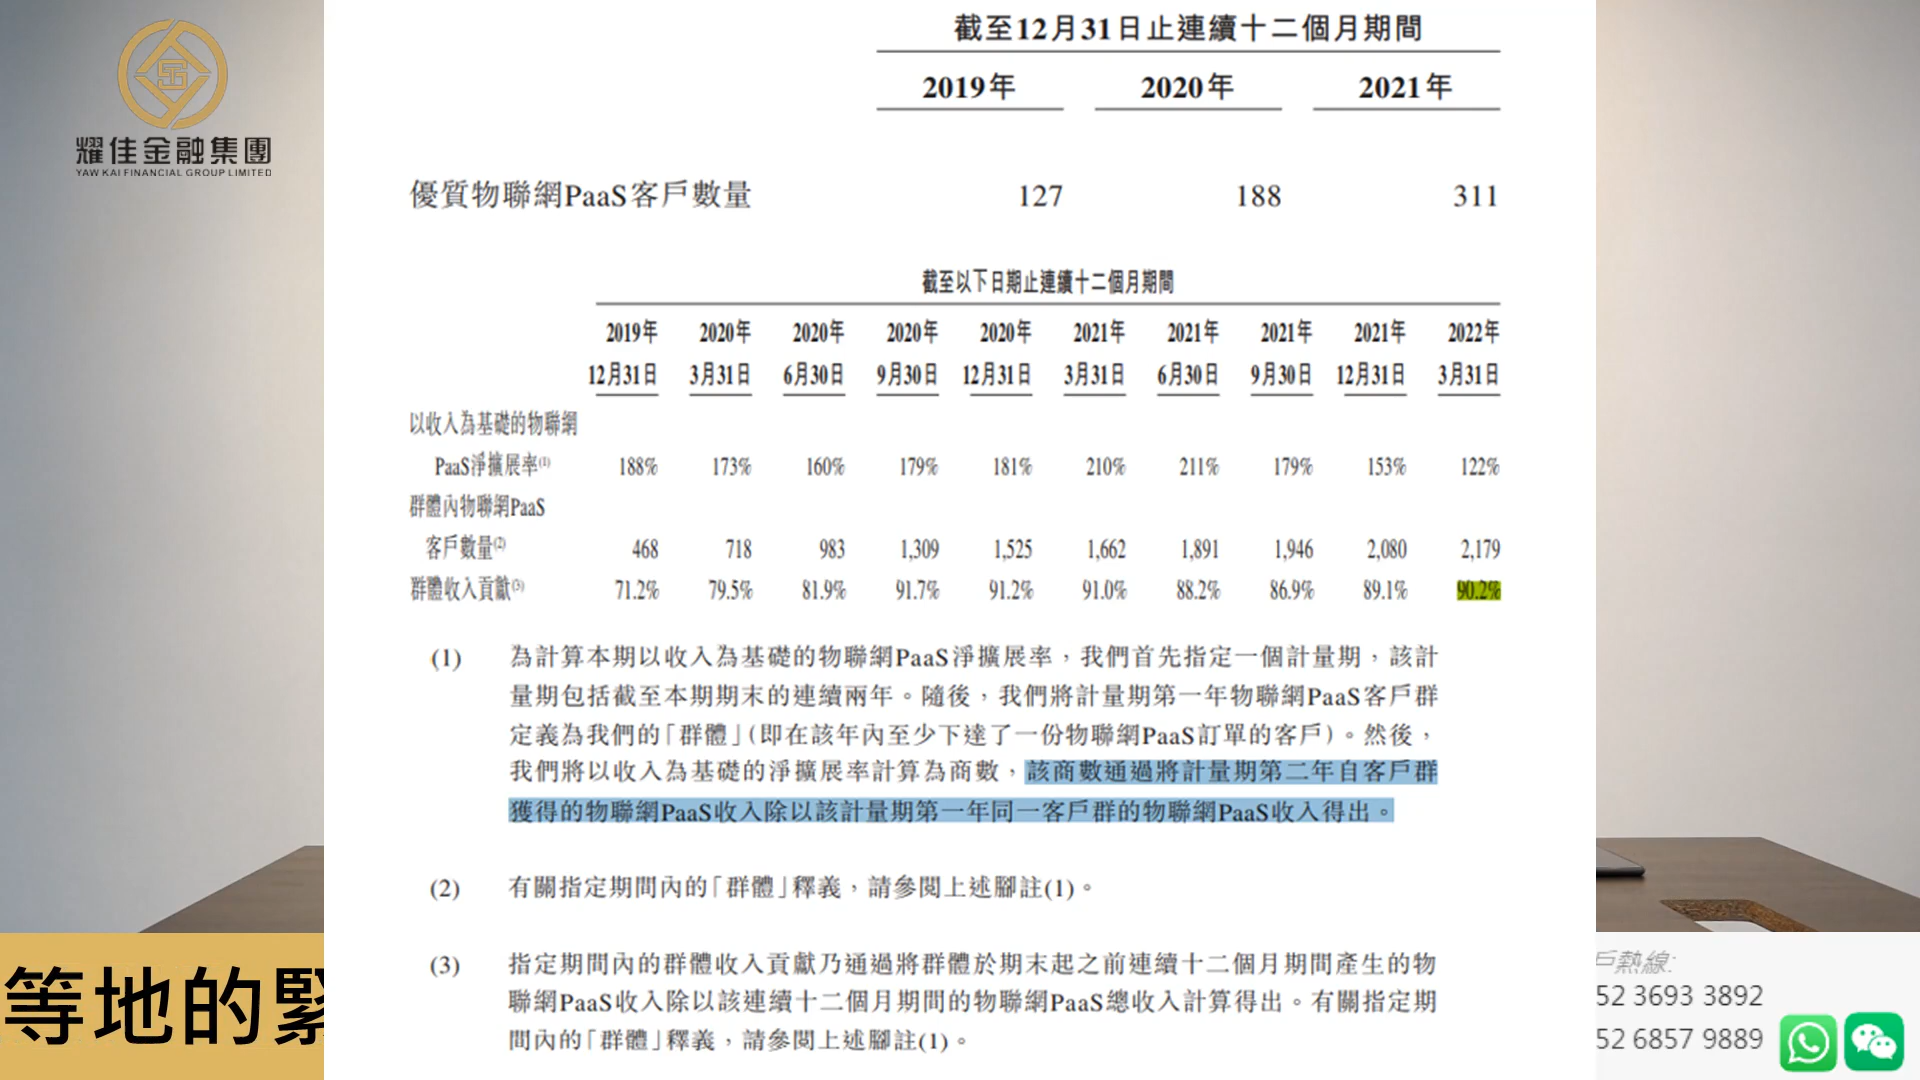 耀佳金融集團
YAW KAI FINANCIAL GROUP LIMITED
截至12月31日止連續十二個月期間
2019年 2020年 2021年
優質物聯網PaaS客戶數量 127 188 311
截至以下日期止連續十二個月期間
2019年 2020年 2020年 2020年 2020年 2021年 2021年 2021年 2021年 2022年
12月31日 3月31日 6月30日 9月30日 12月31日 3月31日 6月30日 9月30日 12月31日 3月31日
以收入為基礎的物聯網
PaaS淨擴展率(1) 188% 173% 160% 179% 181% 210% 211% 179% 153% 122%
群體內物聯網PaaS
客戶數量(2) 468 718 983 1,309 1,525 1,662 1,891 1,946 2,080 2,179
群體收入貢獻(3) 71.2% 79.5% 81.9% 91.7% 91.2% 91.0% 88.2% 86.9% 89.1% 90.2%
(1) 為計算本期以收入為基礎的物聯網PaaS淨擴展率，我們首先指定一個計量期，該計
量期包括截至本期期末的連續兩年。隨後，我們將計量期第一年物聯網PaaS客戶群
定義為我們的「群體」(即在該年內至少下達了一份物聯網PaaS訂單的客戶)。然後，
我們將以收入為基礎的淨擴展率計算為商數，該商數通過將計量期第二年自客戶群
獲得的物聯網PaaS收入除以該計量期第一年同一客戶群的物聯網PaaS收入得出。
(2) 有關指定期間內的「群體」釋義，請參閱上述腳註(1)。
(3) 指定期間內的群體收入貢獻乃通過將群體於期末起之前連續十二個月期間產生的物
聯網PaaS收入除以該連續十二個月期間的物聯網PaaS總收入計算得出。有關指定期
間內的「群體」釋義，請參閱上述腳註(1)。
等地的緊
戶熱線:
52 3693 3892
52 6857 9889